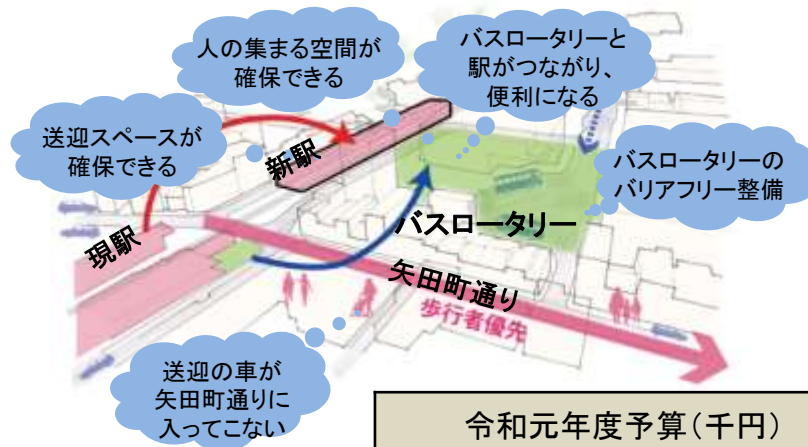 人の集まる空間が
確保できる
バスロータリーと
駅がつながり、
便利になる
送迎スペースが
確保できる
新駅
バスロータリーの
バリアフリー整備
バスロータリー
現駅
矢田町通り
歩行者優先
送迎の車が
矢田町通りに
入ってこない
令和元年度予算(千円)